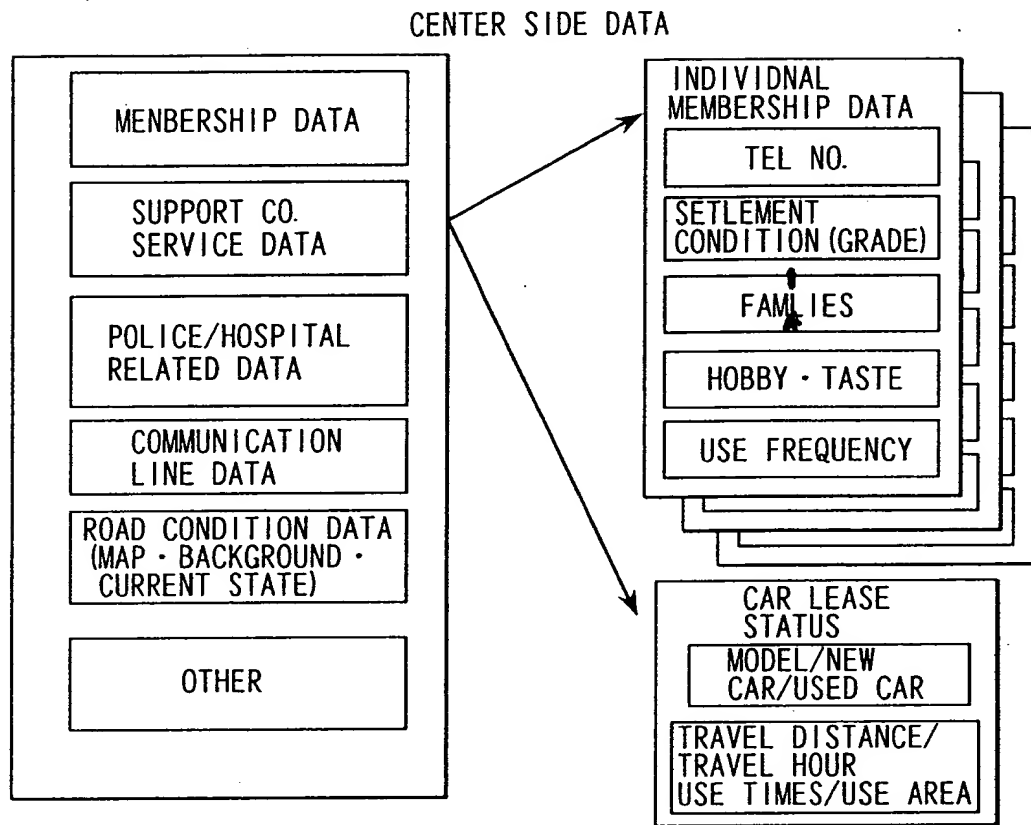 CENTER SIDE DATA
MENBERSHIP DATA
SUPPORT CO.
SERVICE DATA
POLICE/HOSPITAL
RELATED DATA
COMMUNICATION
LINE DATA
ROAD CONDITION DATA
(MAP · BACKGROUND ·
CURRENT STATE)
OTHER
INDIVIDNAL
MEMBERSHIP DATA
TEL NO.
SETLEMENT
CONDITION (GRADE)
FAMLIES
HOBBY · TASTE
USE FREQUENCY
CAR LEASE
STATUS
MODEL/NEW
CAR/USED CAR
TRAVEL DISTANCE/
TRAVEL HOUR
USE TIMES/USE AREA